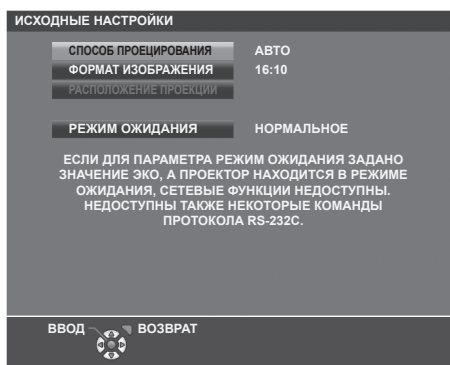 ИСХОДНЫЕ НАСТРОЙКИ
СПОСОБ ПРОЕЦИРОВАНИЯ АВТО
ФОРМАТ ИЗОБРАЖЕНИЯ 16:10
РАСПОЛОЖЕНИЕ ПРОЕКЦИИ
РЕЖИМ ОЖИДАНИЯ НОРМАЛЬНОЕ
ЕСЛИ ДЛЯ ПАРАМЕТРА РЕЖИМ ОЖИДАНИЯ ЗАДАНО
ЗНАЧЕНИЕ ЭКО, А ПРОЕКТОР НАХОДИТСЯ В РЕЖИМЕ
ОЖИДАНИЯ, СЕТЕВЫЕ ФУНКЦИИ НЕДОСТУПНЫ.
НЕДОСТУПНЫ ТАКЖЕ НЕКОТОРЫЕ КОМАНДЫ
ПРОТОКОЛА RS-232C.
ВВОД ВОЗВРАТ